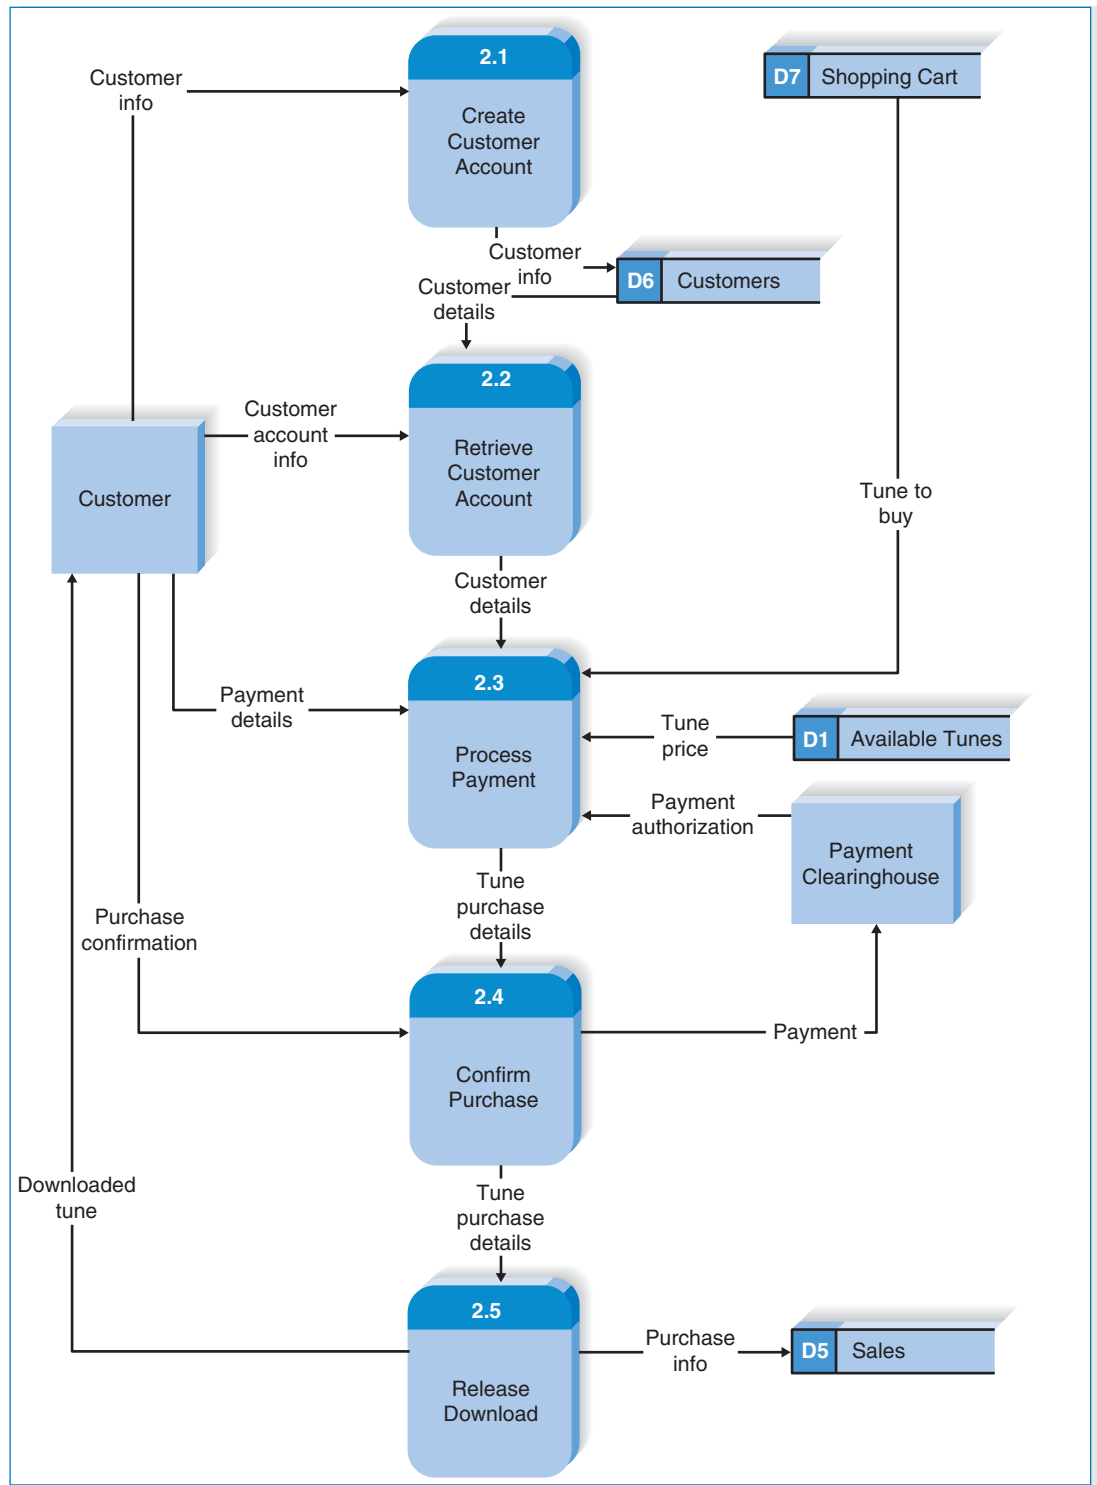 2.1
Create
Customer
Account
Customer
info
D7 Shopping Cart
Customer
info
D6 Customers
Customer
details
2.2
Retrieve
Customer
Account
Customer
account
info
Customer
Tune to
buy
Customer
details
2.3
Process
Payment
Payment
details
Tune
price
D1 Available Tunes
Payment
authorization
Payment
Clearinghouse
Tune
purchase
details
Purchase
confirmation
2.4
Confirm
Purchase
Payment
Tune
purchase
details
Downloaded
tune
2.5
Release
Download
Purchase
info
D5 Sales